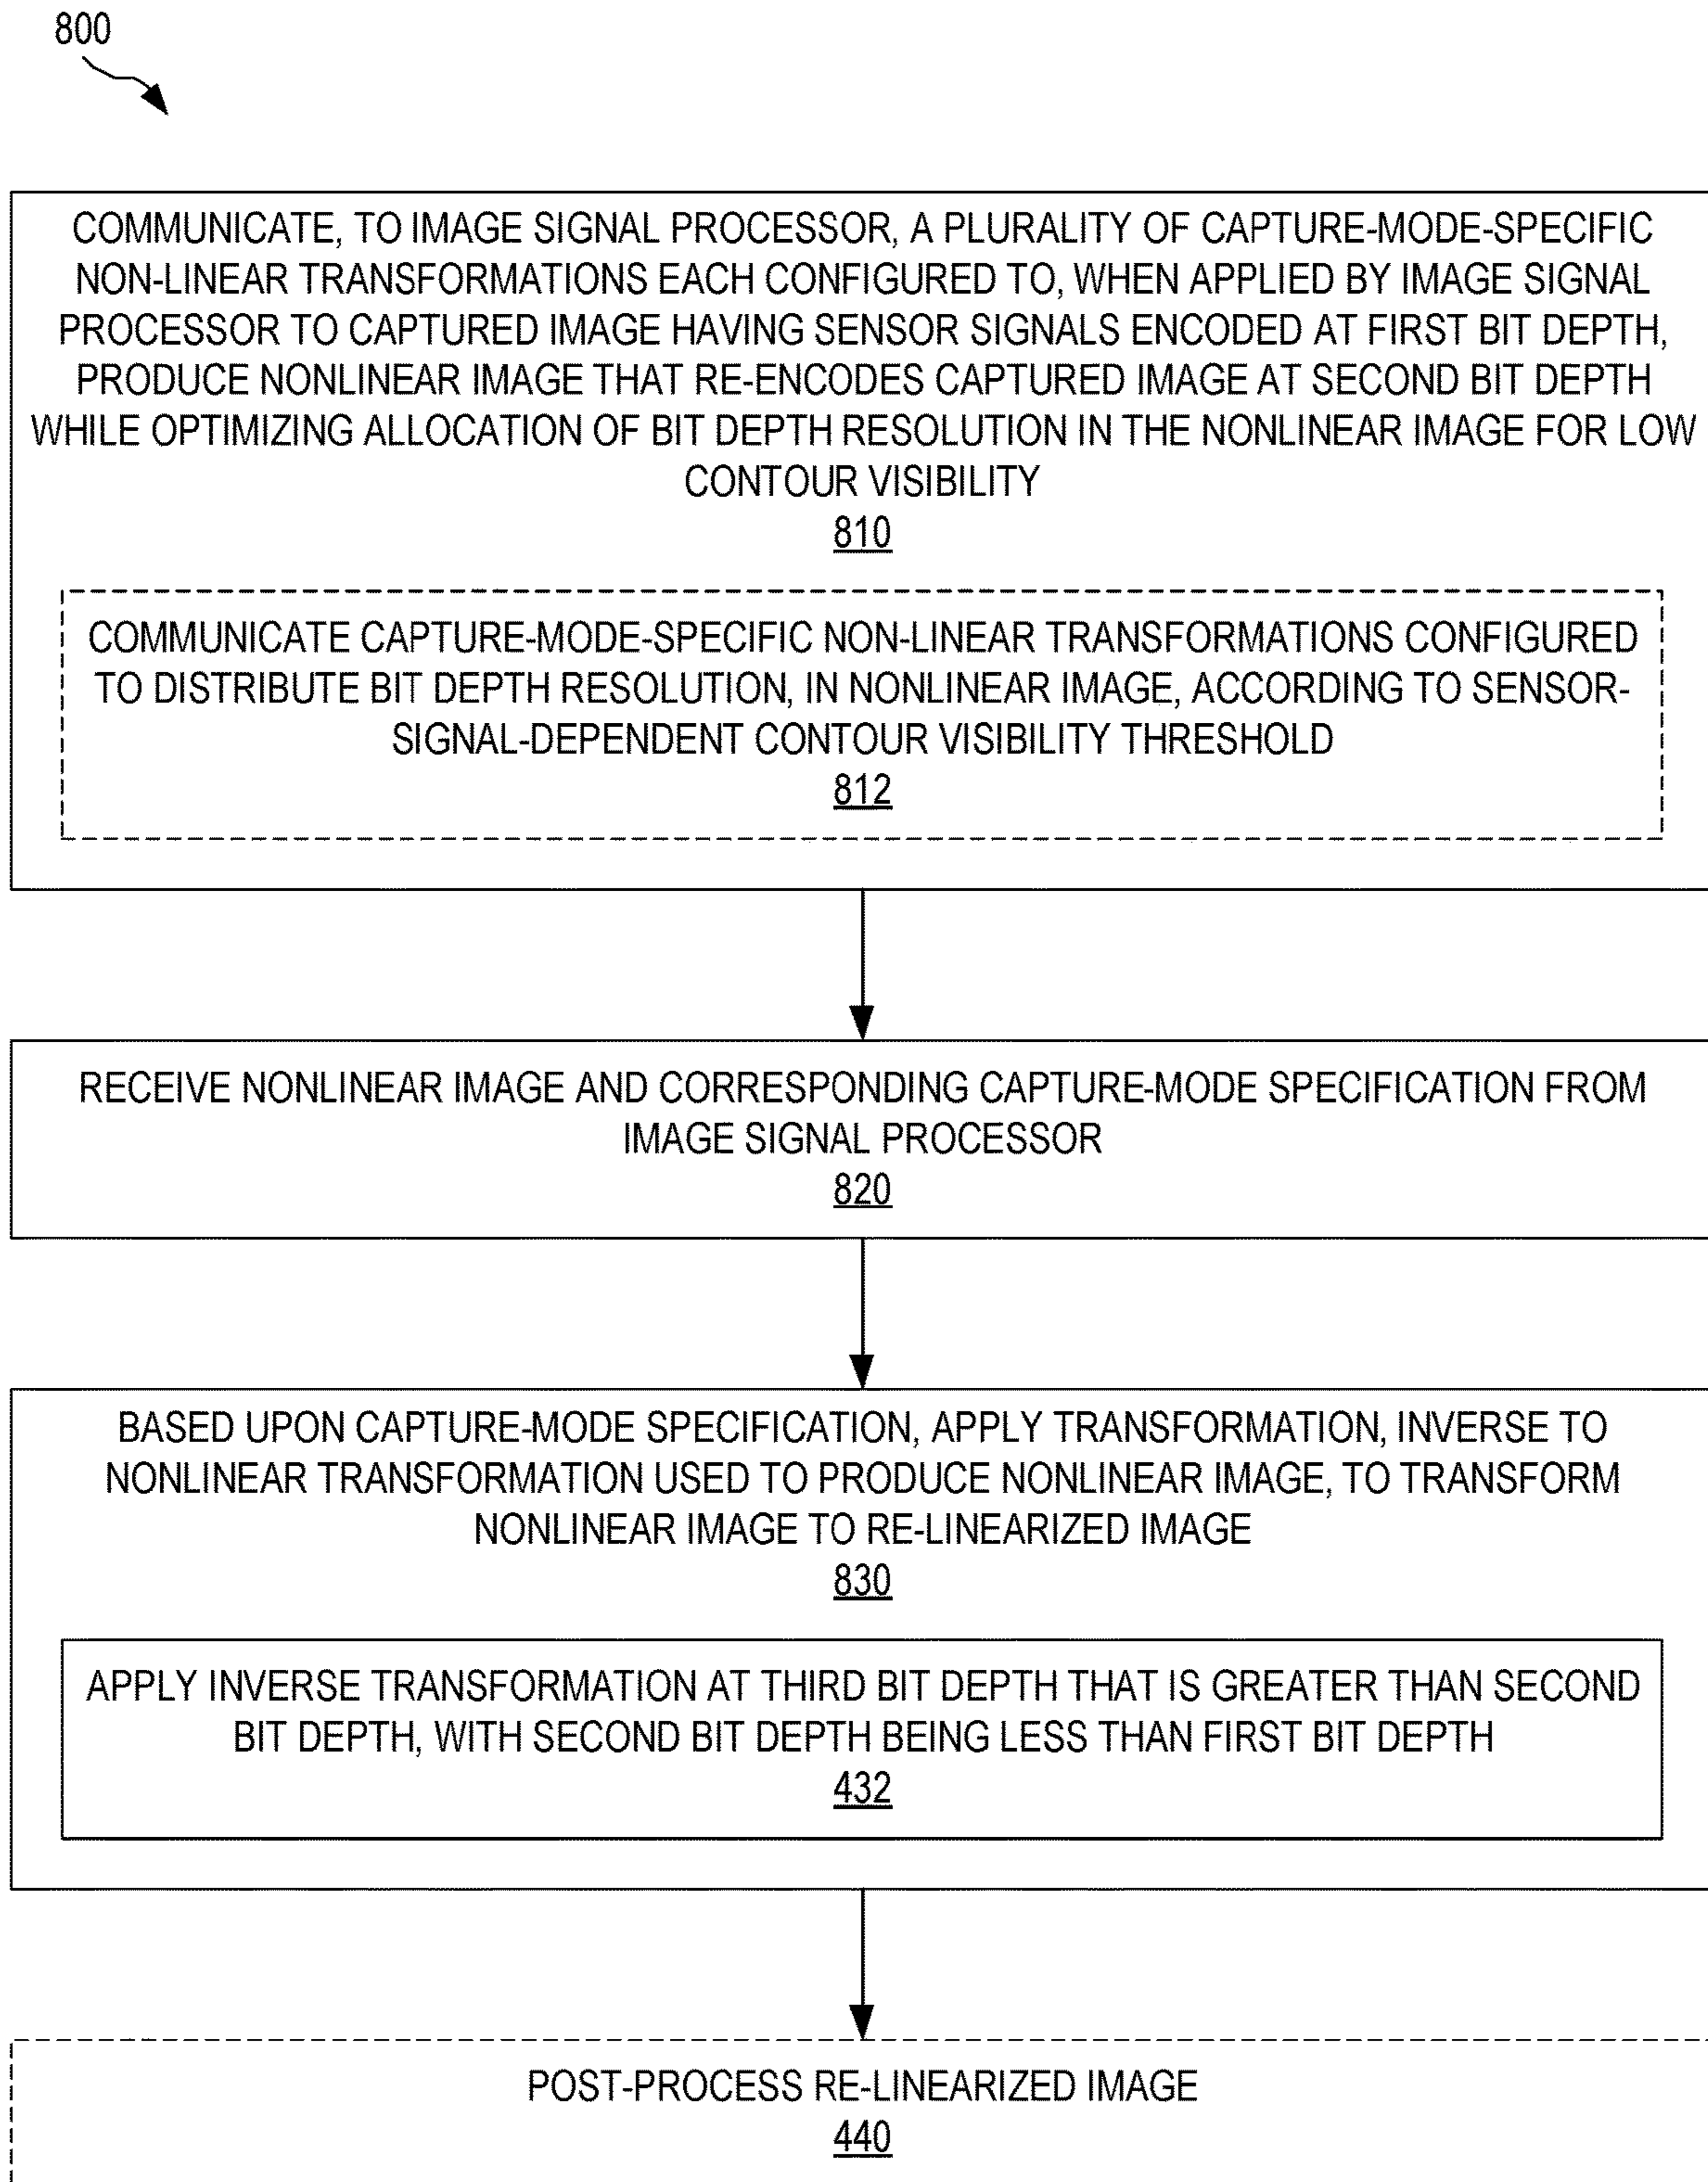 800
COMMUNICATE, TO IMAGE SIGNAL PROCESSOR, A PLURALITY OF CAPTURE-MODE-SPECIFIC
NON-LINEAR TRANSFORMATIONS EACH CONFIGURED TO, WHEN APPLIED BY IMAGE SIGNAL
PROCESSOR TO CAPTURED IMAGE HAVING SENSOR SIGNALS ENCODED AT FIRST BIT DEPTH,
PRODUCE NONLINEAR IMAGE THAT RE-ENCODES CAPTURED IMAGE AT SECOND BIT DEPTH
WHILE OPTIMIZING ALLOCATION OF BIT DEPTH RESOLUTION IN THE NONLINEAR IMAGE FOR LOW
CONTOUR VISIBILITY
810
COMMUNICATE CAPTURE-MODE-SPECIFIC NON-LINEAR TRANSFORMATIONS CONFIGURED
TO DISTRIBUTE BIT DEPTH RESOLUTION, IN NONLINEAR IMAGE, ACCORDING TO SENSOR-
SIGNAL-DEPENDENT CONTOUR VISIBILITY THRESHOLD
812
RECEIVE NONLINEAR IMAGE AND CORRESPONDING CAPTURE-MODE SPECIFICATION FROM
IMAGE SIGNAL PROCESSOR
820
BASED UPON CAPTURE-MODE SPECIFICATION, APPLY TRANSFORMATION, INVERSE TO
NONLINEAR TRANSFORMATION USED TO PRODUCE NONLINEAR IMAGE, TO TRANSFORM
NONLINEAR IMAGE TO RE-LINEARIZED IMAGE
830
APPLY INVERSE TRANSFORMATION AT THIRD BIT DEPTH THAT IS GREATER THAN SECOND
BIT DEPTH, WITH SECOND BIT DEPTH BEING LESS THAN FIRST BIT DEPTH
432
POST-PROCESS RE-LINEARIZED IMAGE
440